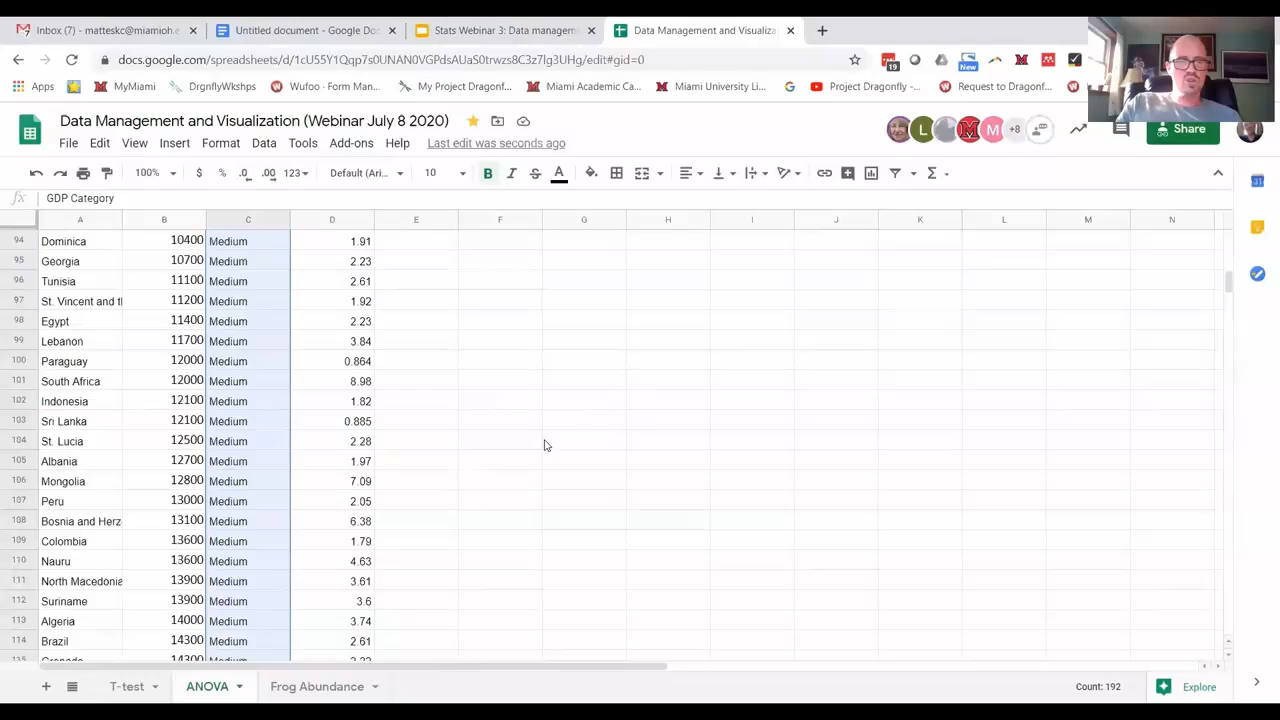 Inbox (7) - matteskc@miamioh.e
Untitled document - Google Doc
Stats Webinar 3: Data managem
Data Management and Visualiza
docs.google.com/spreadsheets/d/
edit#gid=0
19
New
Apps
MyMiami
DrgnflyWkshps
Wufoo - Form Man...
My Project Dragonf...
Miami Academic Ca...
Miami University Li...
Project Dragonfly -...
Request to Dragonf...
Data Management and Visualization (Webinar July 8 2020)
L
M
M
+8
Share
File Edit View Insert Format Data Tools Add-ons Help Last edit was seconds ago
100% $ % .0 .00 123 Default (Ari... 10 B I S A
fx GDP Category
A B C D E F G H I J K L M N
94 Dominica 10400 Medium 1.91
95 Georgia 10700 Medium 2.23
96 Tunisia 11100 Medium 2.61
97 St. Vincent and tl 11200 Medium 1.92
98 Egypt 11400 Medium 2.23
99 Lebanon 11700 Medium 3.84
100 Paraguay 12000 Medium 0.864
101 South Africa 12000 Medium 8.98
102 Indonesia 12100 Medium 1.82
103 Sri Lanka 12100 Medium 0.885
104 St. Lucia 12500 Medium 2.28
105 Albania 12700 Medium 1.97
106 Mongolia 12800 Medium 7.09
107 Peru 13000 Medium 2.05
108 Bosnia and Herz 13100 Medium 6.38
109 Colombia 13600 Medium 1.79
110 Nauru 13600 Medium 4.63
111 North Macedonia 13900 Medium 3.61
112 Suriname 13900 Medium 3.6
113 Algeria 14000 Medium 3.74
114 Brazil 14300 Medium 2.61
14300 Medium
T-test ANOVA Frog Abundance Count: 192 Explore